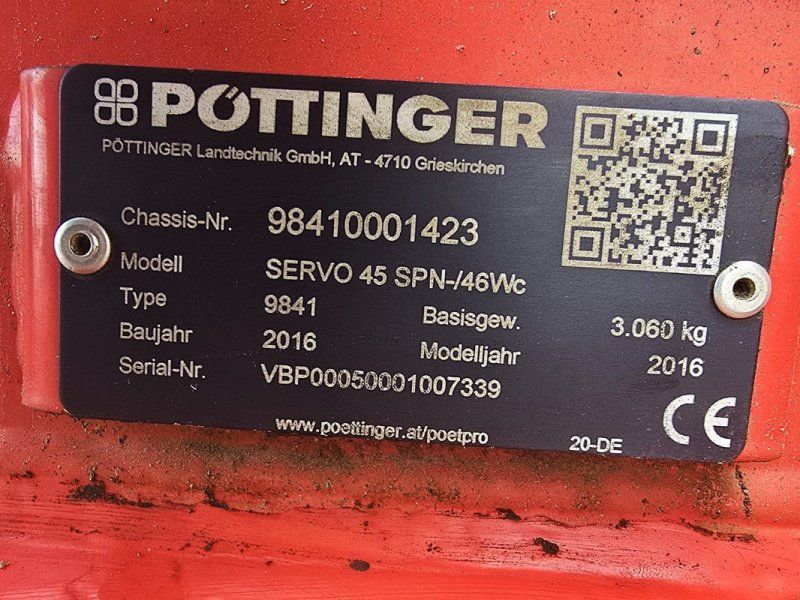 PÖTTINGER
PÖTTINGER Landtechnik GmbH, AT - 4710 Grieskirchen
Chassis-Nr. 98410001423
Modell SERVO 45 SPN-/46Wc
Type 9841 Basisgew. 3.060 kg
Baujahr 2016 Modelljahr 2016
Serial-Nr. VBP00050001007339
www.poettinger.at/poetpro 20-DE CE